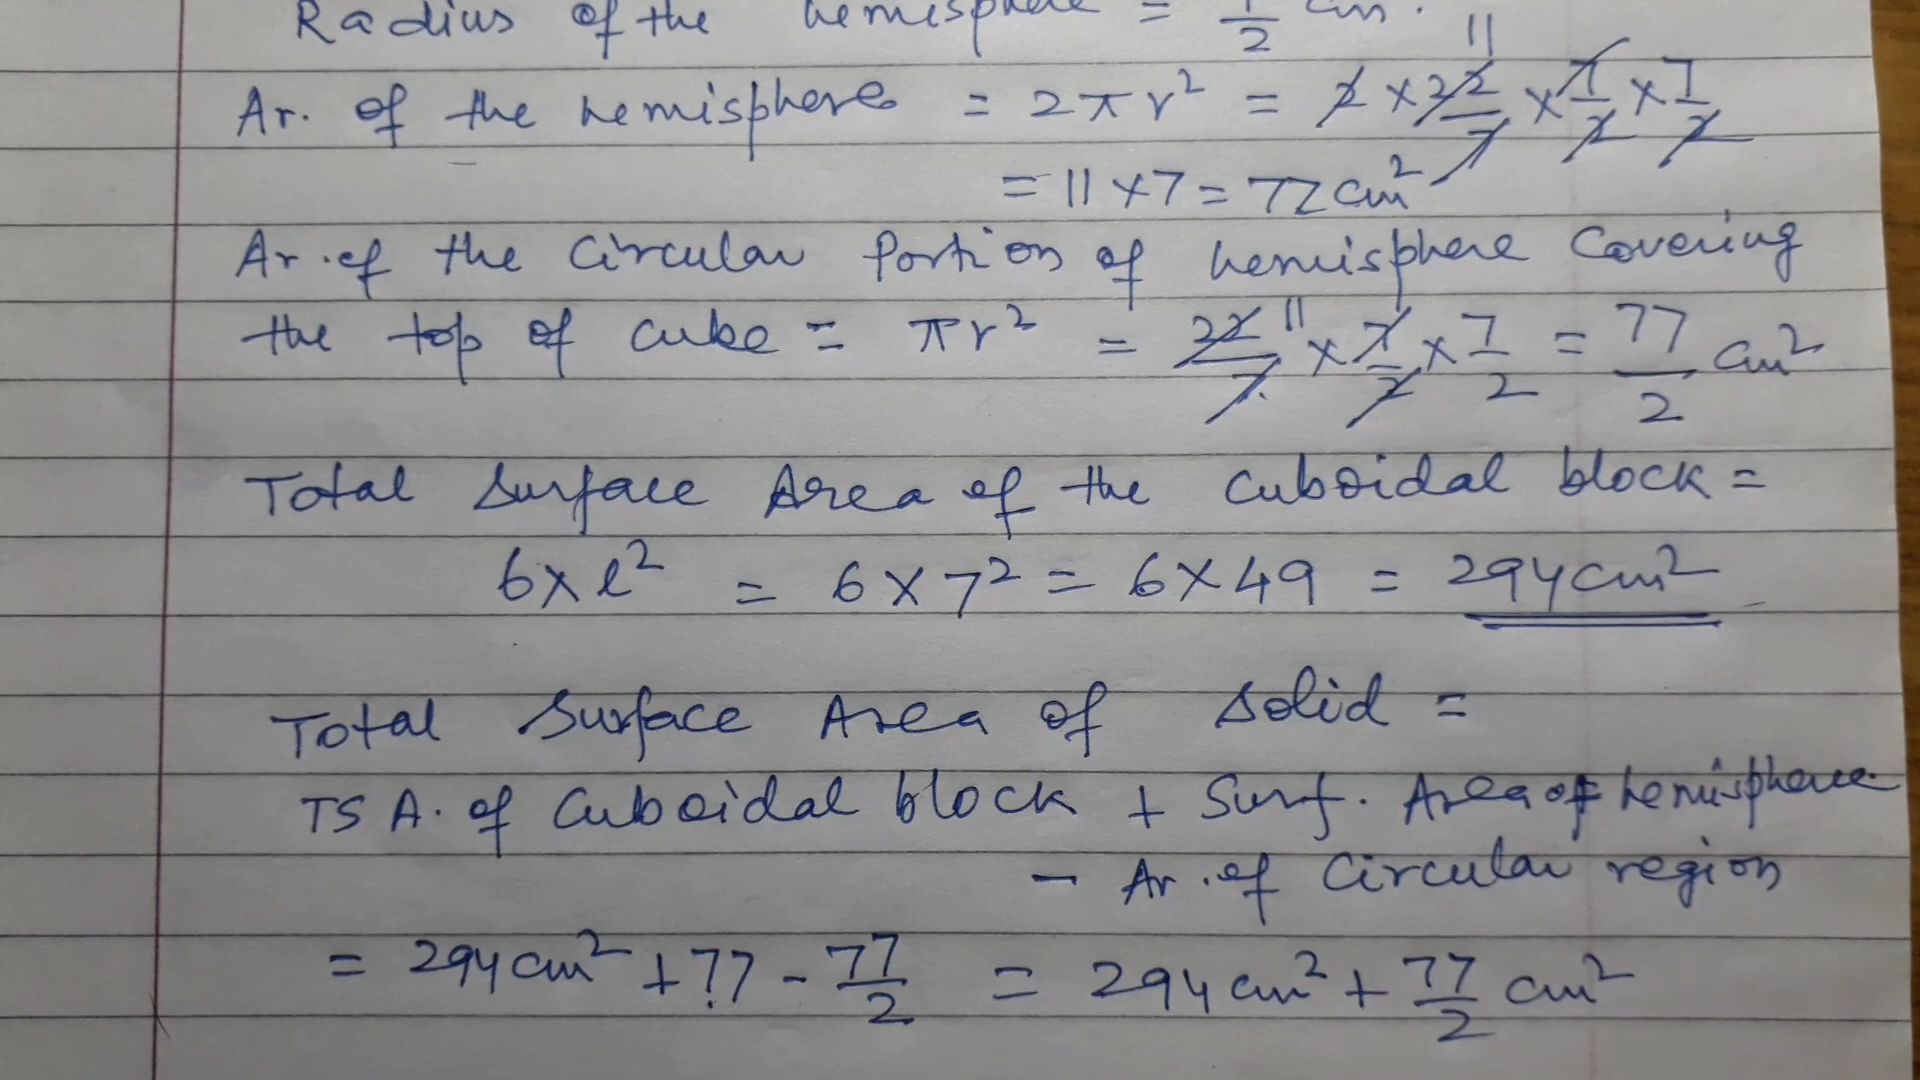 Radius of the hemisphere = 7/2 cm.
Ar. of the hemisphere = 2πr² = 2 × 22/7 × 7/2 × 7/2 11
= 11 × 7 = 77 cm²
Ar. of the Circular Portion of hemisphere Covering
the top of cube = πr² = 22/7 11 × 7/2 × 7/2 = 77/2 cm²
Total Surface Area of the Cuboidal block =
6×l² = 6×7² = 6×49 = 294cm²
Total Surface Area of Solid =
TSA. of Cuboidal block + Surf. Area of hemisphere
- Ar. of Circular region
= 294cm² + 77 - 77/2 = 294cm² + 77/2 cm²